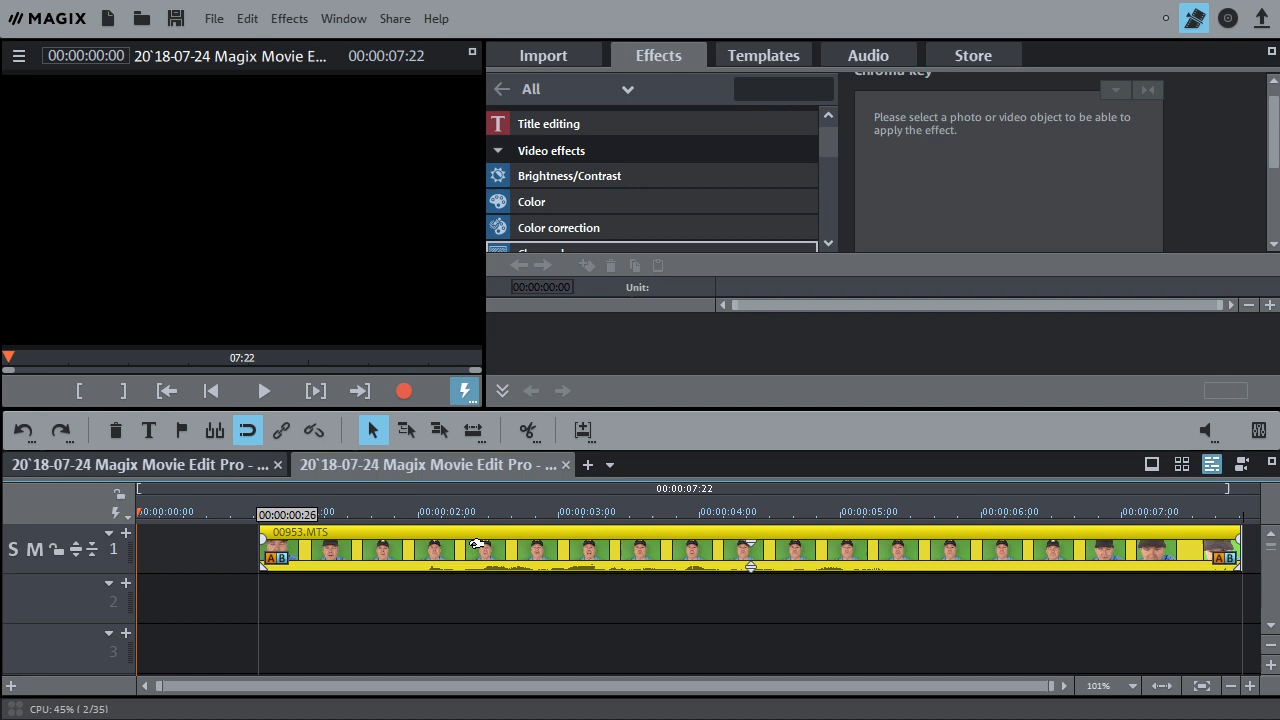 MAGIX File Edit Effects Window Share Help
00:00:00:00 20`18-07-24 Magix Movie E... 00:00:07:22
Import Effects Templates Audio Store
All
Chroma key
Title editing
Video effects
Brightness/Contrast
Color
Color correction
Please select a photo or video object to be able to
apply the effect.
00:00:00:00 Unit:
07:22
20`18-07-24 Magix Movie Edit Pro - ... 20`18-07-24 Magix Movie Edit Pro - ...
00:00:07:22
00:00:00:00 00:00:00:26 00:00:02:00 00:00:03:00 00:00:04:00 00:00:05:00 00:00:06:00 00:00:07:00
00953.MTS
S M 1
A B A B
2
3
101%
CPU: 45% ( 2/35)